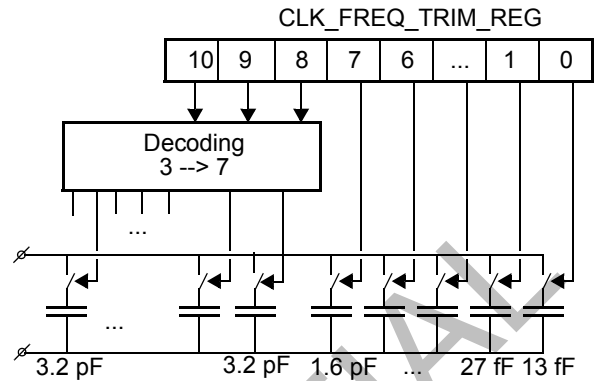 CLK_FREQ_TRIM_REG
10 9 8 7 6 ... 1 0
Decoding
3 --> 7
...
...
3.2 pF 3.2 pF 1.6 pF ... 27 fF 13 fF